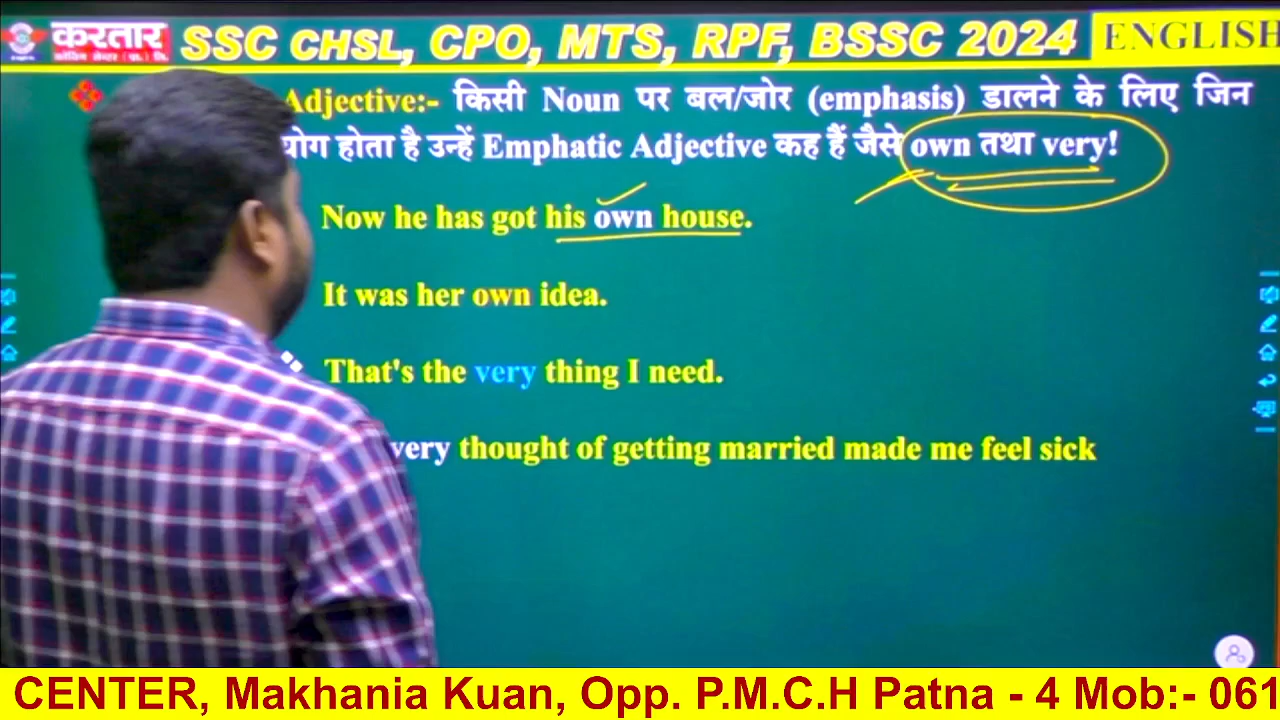 करतार
SSC CHSL, CPO, MTS, RPF, BSSC 2024
ENGLISH
Adjective:- किसी Noun पर बल/जोर (emphasis) डालने के लिए जिन
योग होता है उन्हें Emphatic Adjective कह हैं जैसे own तथा very!
Now he has got his own house.
It was her own idea.
That's the very thing I need.
very thought of getting married made me feel sick
CENTER, Makhania Kuan, Opp. P.M.C.H Patna - 4 Mob:- 061